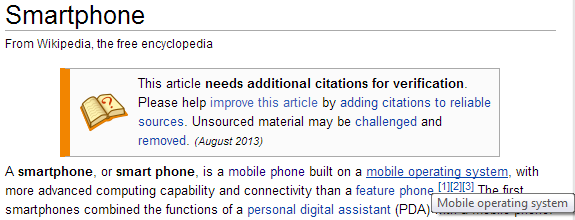 Smartphone
From Wikipedia, the free encyclopedia
This article needs additional citations for verification.
Please help improve this article by adding citations to reliable
sources. Unsourced material may be challenged and
removed. (August 2013)
A smartphone, or smart phone, is a mobile phone built on a mobile operating system, with
more advanced computing capability and connectivity than a feature phone.[1][2][3] The first
smartphones combined the functions of a personal digital assistant (PDA)
Mobile operating system